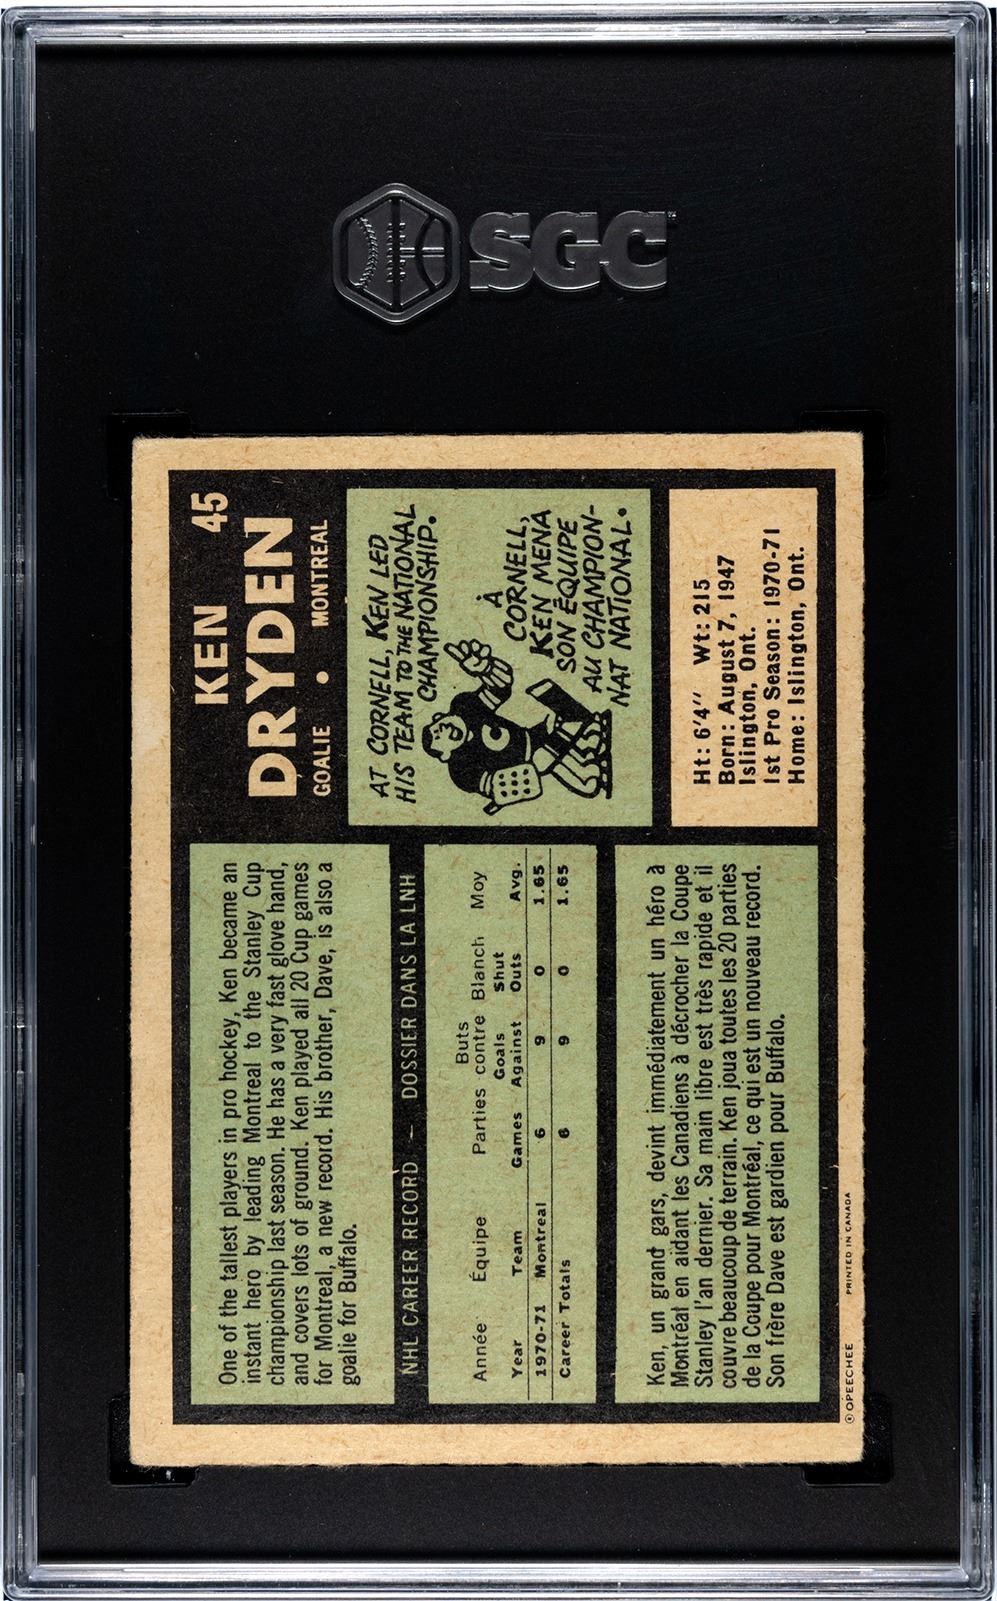 SGC
KEN 45
DRYDEN
GOALIE • MONTREAL
One of the tallest players in pro hockey, Ken became an
instant hero by leading Montreal to the Stanley Cup
championship last season. He has a very fast glove hand,
and covers lots of ground. Ken played all 20 Cup games
for Montreal, a new record. His brother, Dave, is also a
goalie for Buffalo.
NHL CAREER RECORD – DOSSIER DANS LA LNH
Année Équipe Parties Buts contre Blanch Moy
Year Team Games Goals Against Shut Outs Avg.
1970-71 Montreal 6 9 0 1.65
Career Totals 6 9 0 1.65
Ken, un grand gars, devint immédiatement un héro à
Montréal en aidant les Canadiens à décrocher la Coupe
Stanley l'an dernier. Sa main libre est très rapide et il
couvre beaucoup de terrain. Ken joua toutes les 20 parties
de la Coupe pour Montréal, ce qui est un nouveau record.
Son frère Dave est gardien pour Buffalo.
AT CORNELL, KEN LED
HIS TEAM TO THE NATIONAL
CHAMPIONSHIP.
C
À
CORNELL,
KEN MENA
SON ÉQUIPE
AU CHAMPION-
NAT NATIONAL.
Ht: 6'4" Wt: 215
Born: August 7, 1947
Islington, Ont.
1st Pro Season: 1970-71
Home: Islington, Ont.
© OPEECHEE PRINTED IN CANADA